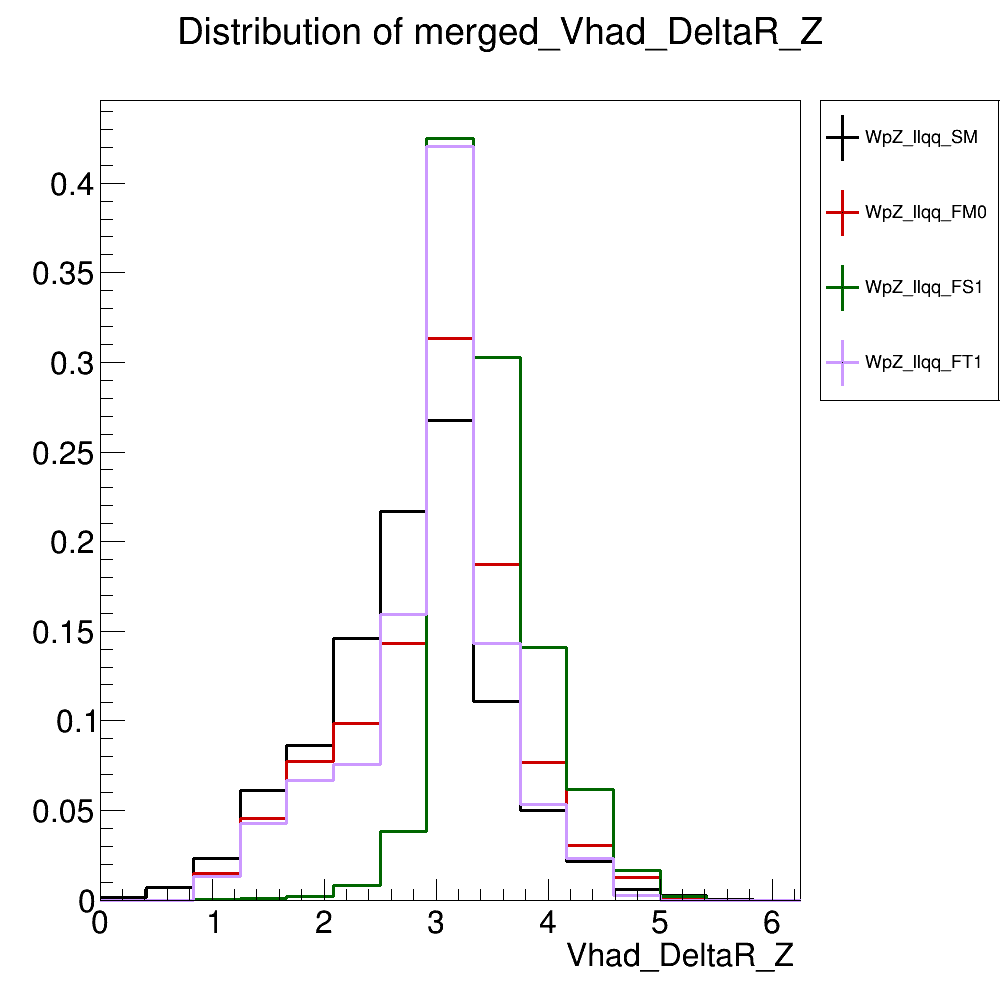 Distribution of merged_Vhad_DeltaR_Z
WpZ_llqq_SM
WpZ_llqq_FM0
WpZ_llqq_FS1
WpZ_llqq_FT1
0.4
0.35
0.3
0.25
0.2
0.15
0.1
0.05
0
0 1 2 3 4 5 6
Vhad_DeltaR_Z